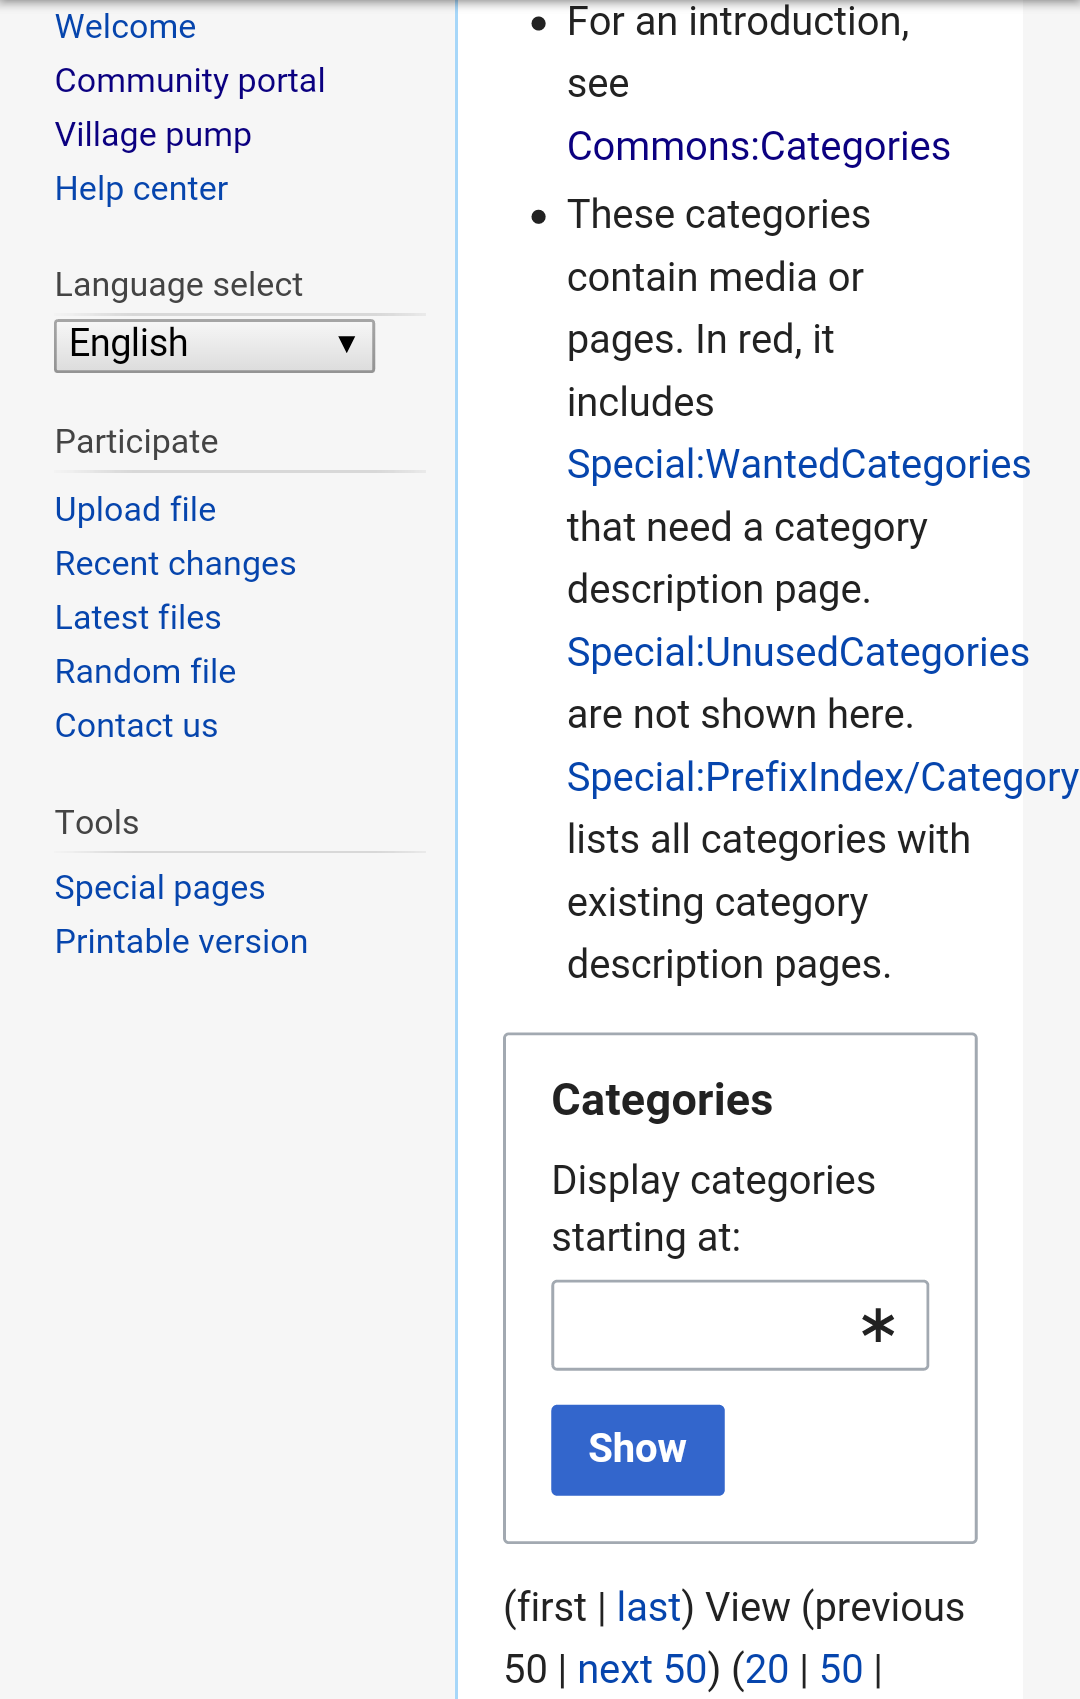 Welcome
Community portal
Village pump
Help center
Language select
English
Participate
Upload file
Recent changes
Latest files
Random file
Contact us
Tools
Special pages
Printable version
For an introduction,
see
Commons:Categories
These categories
contain media or
pages. In red, it
includes
Special:WantedCategories
that need a category
description page.
Special:UnusedCategories
are not shown here.
Special:PrefixIndex/Category
lists all categories with
existing category
description pages.
Categories
Display categories
starting at:
*
Show
(first | last) View (previous
50 | next 50) (20 | 50 |